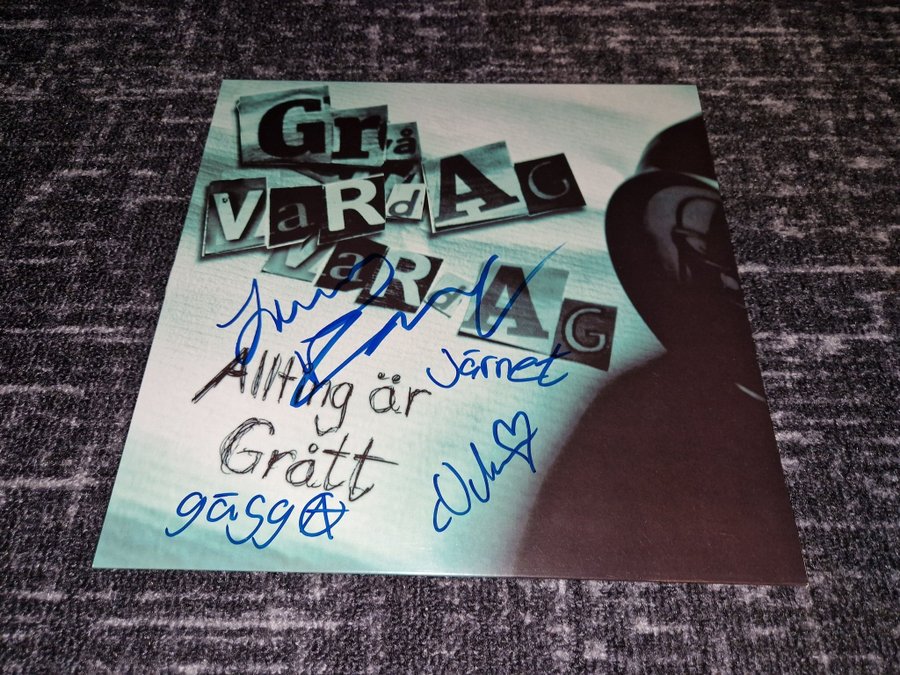 Grå
VaRdAG
VaRdAG
Järnet
Allting är
Grått
gäsg